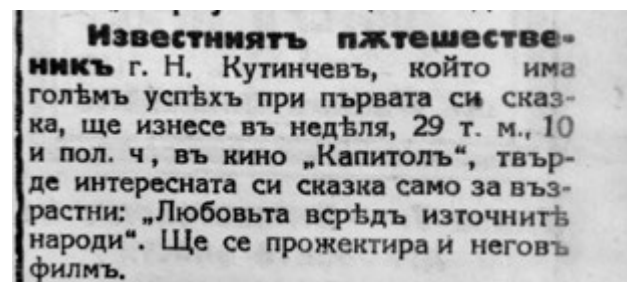 Известниятъ пѫтешестве-
никъ г. Н. Кутинчевъ, който има
голѣмъ успѣхъ при първата си сказ-
ка, ще изнесе въ недѣля, 29 т. м., 10
и пол. ч, въ кино „Капитолъ“, твър-
де интересната си сказка само за въз-
растни: „Любовьта всрѣдъ източнитѣ
народи“. Ще се прожектира и неговъ
филмъ.